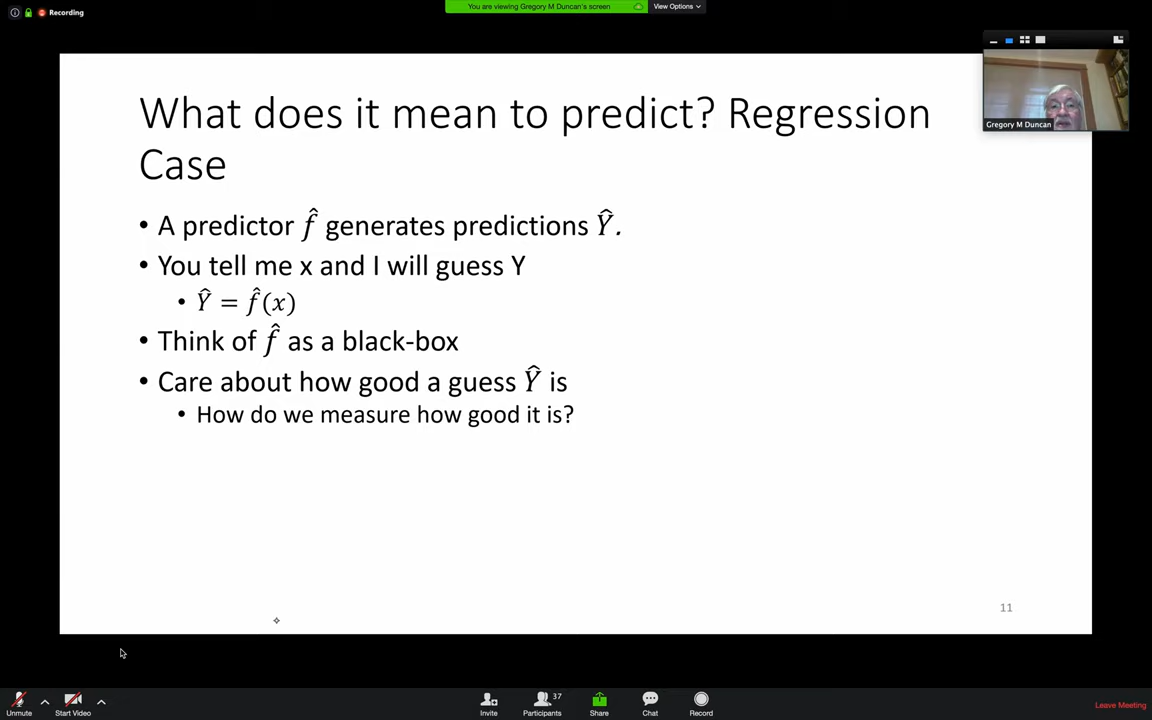 Recording
You are viewing Gregory M Duncan's screen
View Options
Gregory M Duncan
What does it mean to predict? Regression
Case
• A predictor f̂ generates predictions Ŷ.
• You tell me x and I will guess Y
• Ŷ = f̂(x)
• Think of f̂ as a black-box
• Care about how good a guess Ŷ is
• How do we measure how good it is?
11
Unmute
Start Video
Invite
Participants
37
Share
Chat
Record
Leave Meeting